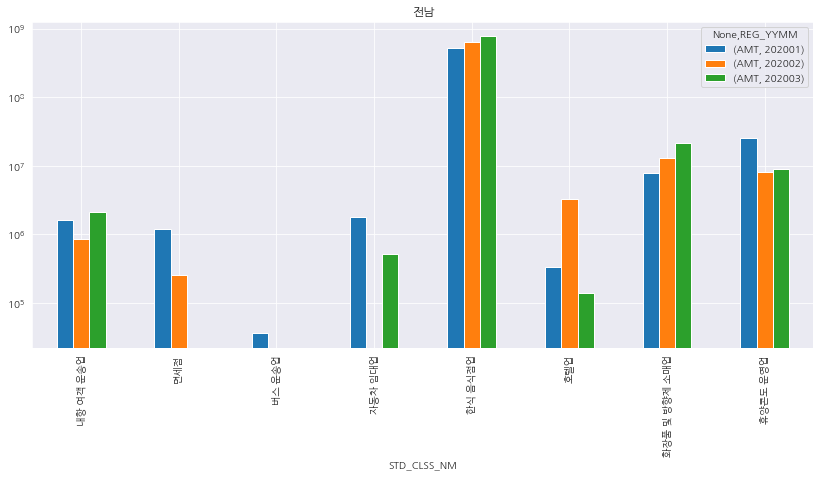 전남
None,REG_YYMM
(AMT, 202001)
(AMT, 202002)
(AMT, 202003)
10⁹
10⁸
10⁷
10⁶
10⁵
내항 여객 운송업
면세점
버스 운송업
자동차 임대업
한식 음식점업
호텔업
화장품 및 방향제 소매업
휴양콘도 운영업
STD_CLSS_NM